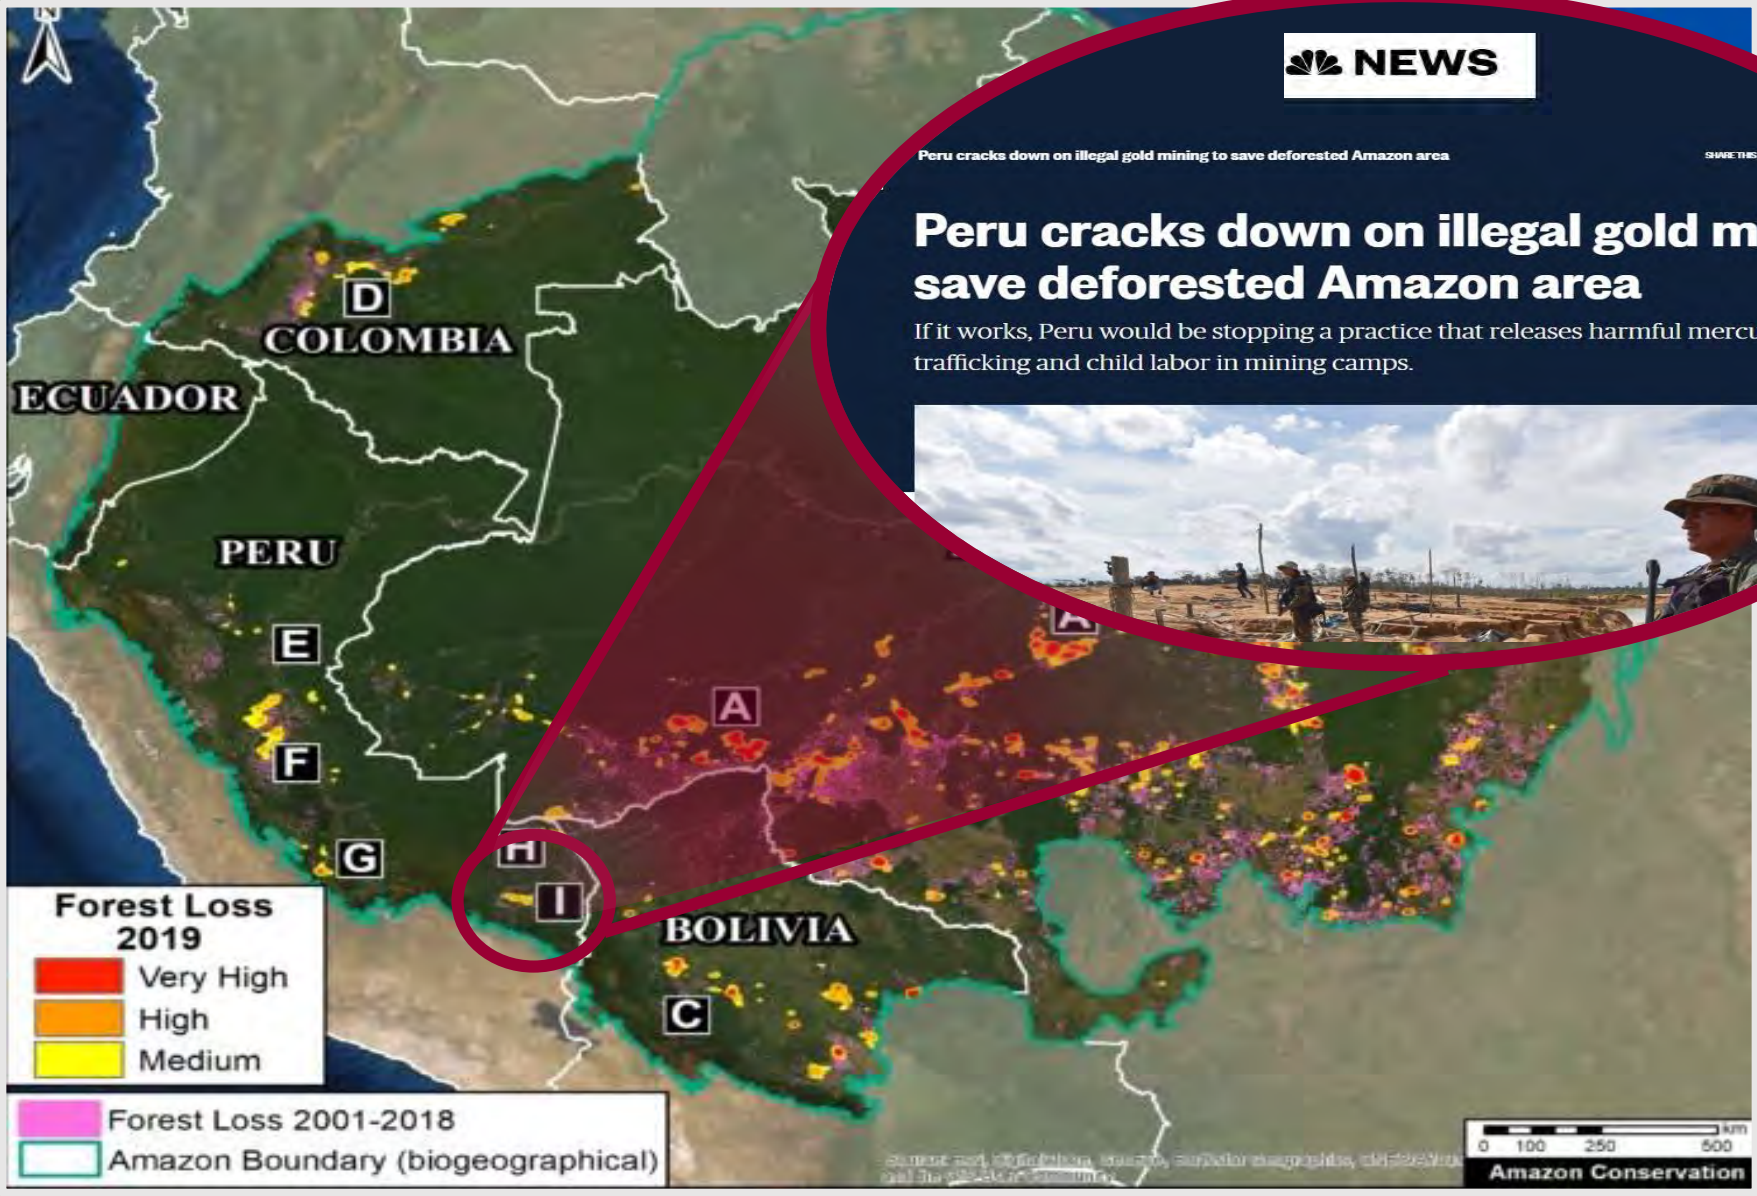 N
NEWS
Peru cracks down on illegal gold mining to save deforested Amazon area
SHARE THIS
Peru cracks down on illegal gold m
save deforested Amazon area
If it works, Peru would be stopping a practice that releases harmful mercu
trafficking and child labor in mining camps.
D
COLOMBIA
ECUADOR
PERU
E
A
A
F
H
G
I
BOLIVIA
C
Forest Loss
2019
Very High
High
Medium
Forest Loss 2001-2018
Amazon Boundary (biogeographical)
km
0 100 250 500
Amazon Conservation